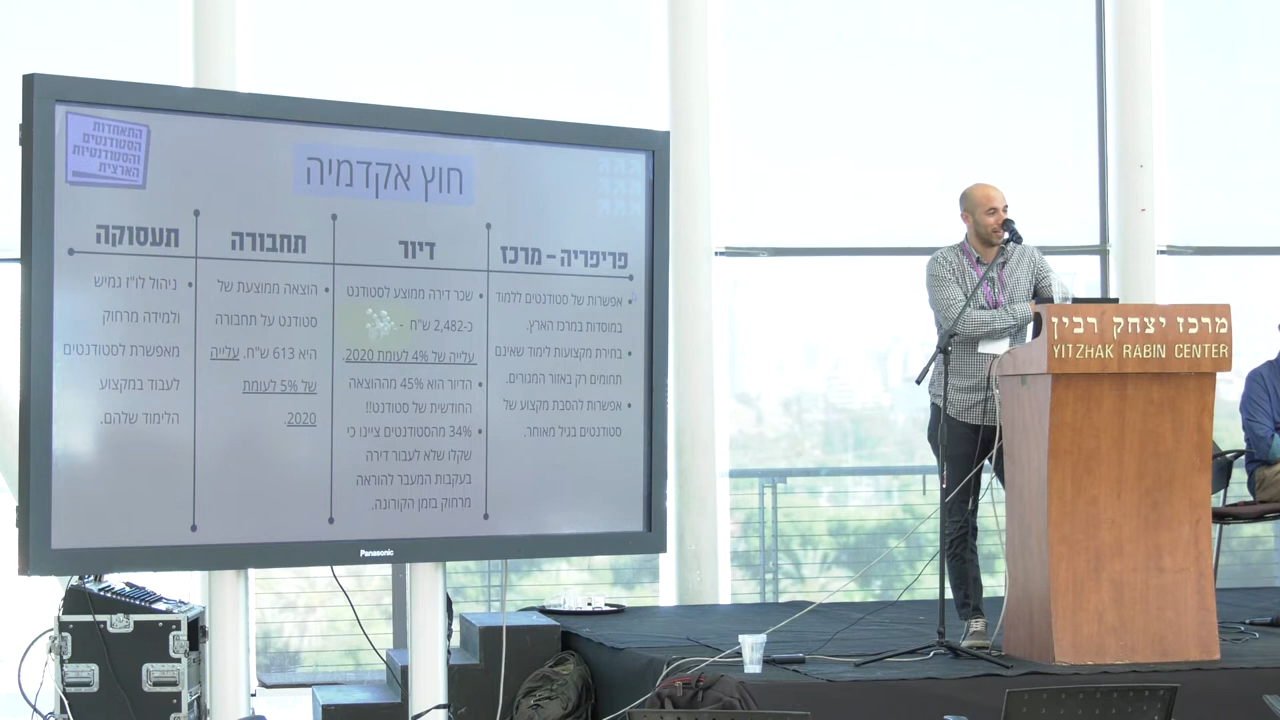 התאחדות
הסטודנטים
והסטודנטיות
הארצית
חוץ אקדמיה
פריפריה - מרכז
• אפשרות של סטודנטים ללמוד
במוסדות במרכז הארץ.
• בחירת מקצועות לימוד שאינם
תחומים רק באזור המגורים.
• אפשרות להסבת מקצוע של
סטודנטים בגיל מאוחר.
דיור
• שכר דירה ממוצע לסטודנט
כ-2,482 ש"ח -
עלייה של 4% לעומת 2020.
• הדיור הוא 45% מההוצאה
החודשית של סטודנט!!
• 34% מהסטודנטים ציינו כי
שקלו שלא לעבור דירה
בעקבות המעבר להוראה
מרחוק בזמן הקורונה.
תחבורה
• הוצאה ממוצעת של
סטודנט על תחבורה
היא 613 ש"ח. עלייה
של 5% לעומת
2020.
תעסוקה
• ניהול לו"ז גמיש
ולמידה מרחוק
מאפשרת לסטודנטים
לעבוד במקצוע
הלימוד שלהם.
Panasonic
מרכז יצחק רבין
YITZHAK RABIN CENTER